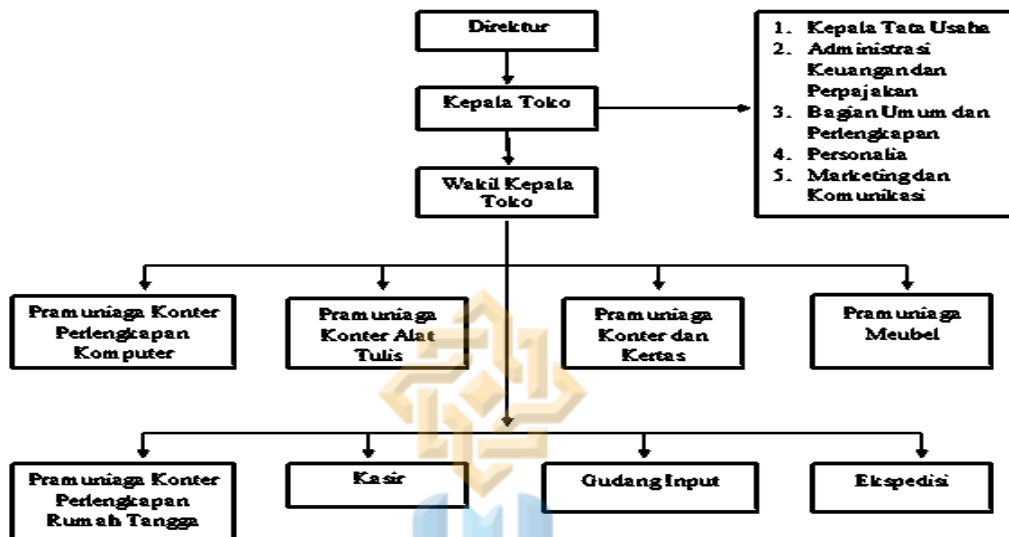 Direktur
1. Kepala Tata Usaha
2. Administrasi
Keuangan dan
Perpajakan
3. Bagian Umum dan
Perlengkapan
4. Personalia
5. Marketing dan
Komunikasi
Kepala Toko
Wakil Kepala
Toko
Pramuniaga Konter
Perlengkapan
Komputer
Pramuniaga
Konter Alat
Tulis
Pramuniaga
Konter dan
Kertas
Pramuniaga
Meubel
Pramuniaga Konter
Perlengkapan
Rumah Tangga
Kasir
Gudang Input
Ekspedisi